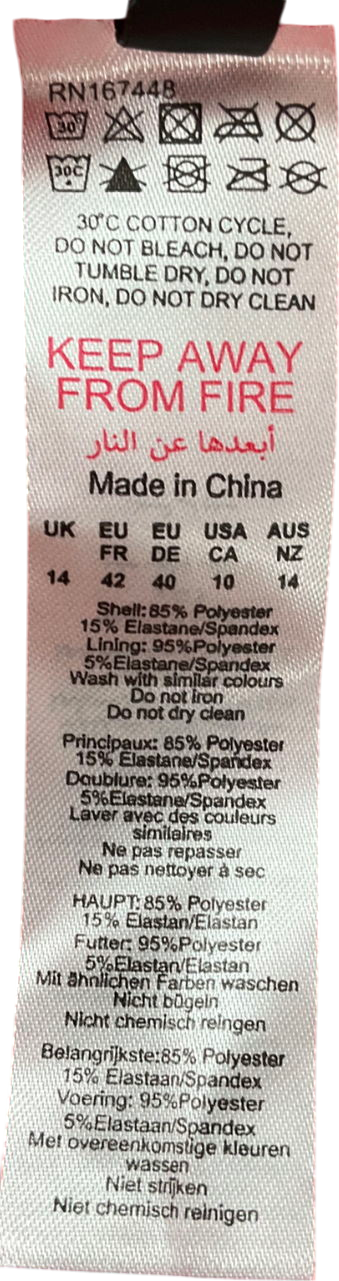 RN167448
30°
30C
30°C COTTON CYCLE,
DO NOT BLEACH, DO NOT
TUMBLE DRY, DO NOT
IRON, DO NOT DRY CLEAN
KEEP AWAY
FROM FIRE
أبعدها عن النار
Made in China
UK EU EU USA AUS
FR DE CA NZ
14 42 40 10 14
Shell:85% Polyester
15% Elastane/Spandex
Lining: 95%Polyester
5%Elastane/Spandex
Wash with similar colours
Do not iron
Do not dry clean
Principaux: 85% Polyester
15% Elastane/Spandex
Doublure: 95%Polyester
5%Elastane/Spandex
Laver avec des couleurs
similaires
Ne pas repasser
Ne pas nettoyer à sec
HAUPT: 85% Polyester
15% Elastan/Elastan
Futter: 95%Polyester
5%Elastan/Elastan
Mit ähnlichen Farben waschen
Nicht bügeln
Nicht chemisch reingen
Belangrijkste:85% Polyester
15% Elastaan/Spandex
Voering: 95%Polyester
5%Elastaan/Spandex
Met overeenkomstige kleuren
wassen
Niet strijken
Niet chemisch reinigen